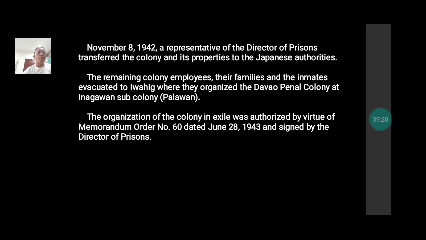 November 8, 1942, a representative of the Director of Prisons
transferred the colony and its properties to the Japanese authorities.
The remaining colony employees, their families and the inmates
evacuated to Iwahig where they organized the Davao Penal Colony at
Inagawan sub colony (Palawan).
The organization of the colony in exile was authorized by virtue of
Memorandum Order No. 60 dated June 28, 1943 and signed by the
Director of Prisons.
39:20